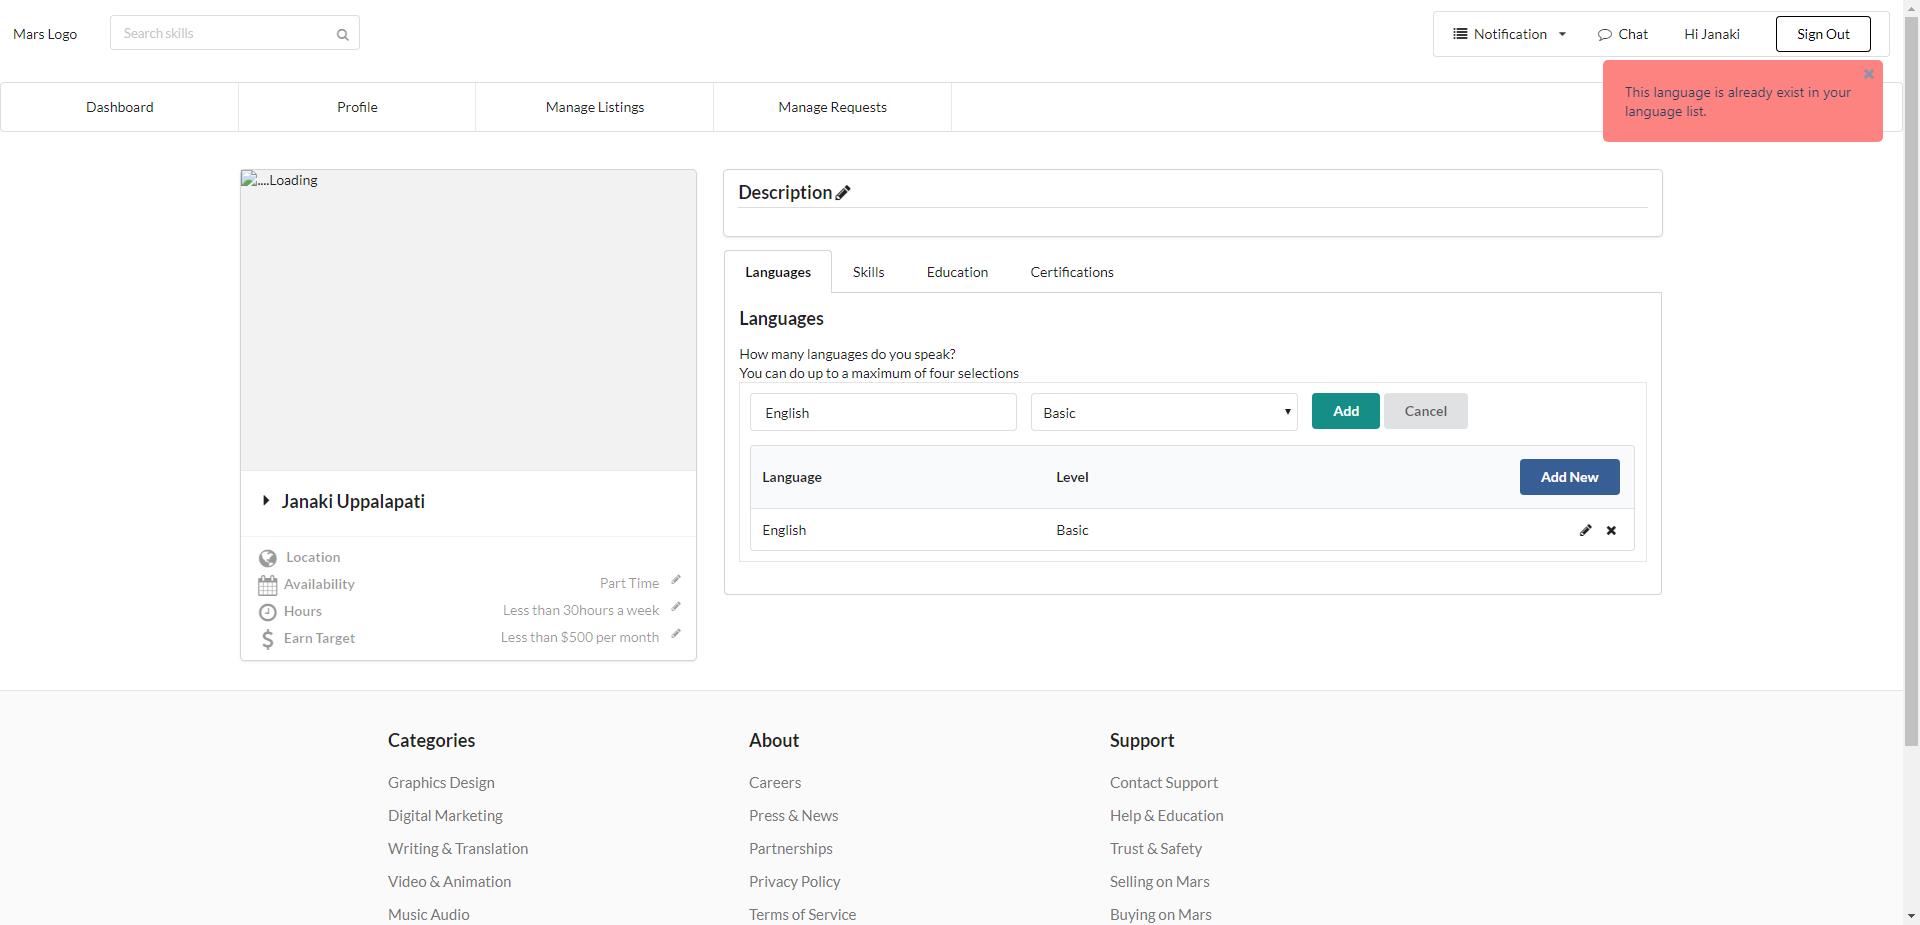 Mars Logo
Search skills
Notification
Chat
Hi Janaki
Sign Out
This language is already exist in your
language list.
Dashboard
Profile
Manage Listings
Manage Requests
....Loading
Janaki Uppalapati
Location
Availability
Part Time
Hours
Less than 30hours a week
Earn Target
Less than $500 per month
Description
Languages
Skills
Education
Certifications
Languages
How many languages do you speak?
You can do up to a maximum of four selections
English
Basic
Add
Cancel
Language
Level
Add New
English
Basic
Categories
Graphics Design
Digital Marketing
Writing & Translation
Video & Animation
Music Audio
About
Careers
Press & News
Partnerships
Privacy Policy
Terms of Service
Support
Contact Support
Help & Education
Trust & Safety
Selling on Mars
Buying on Mars